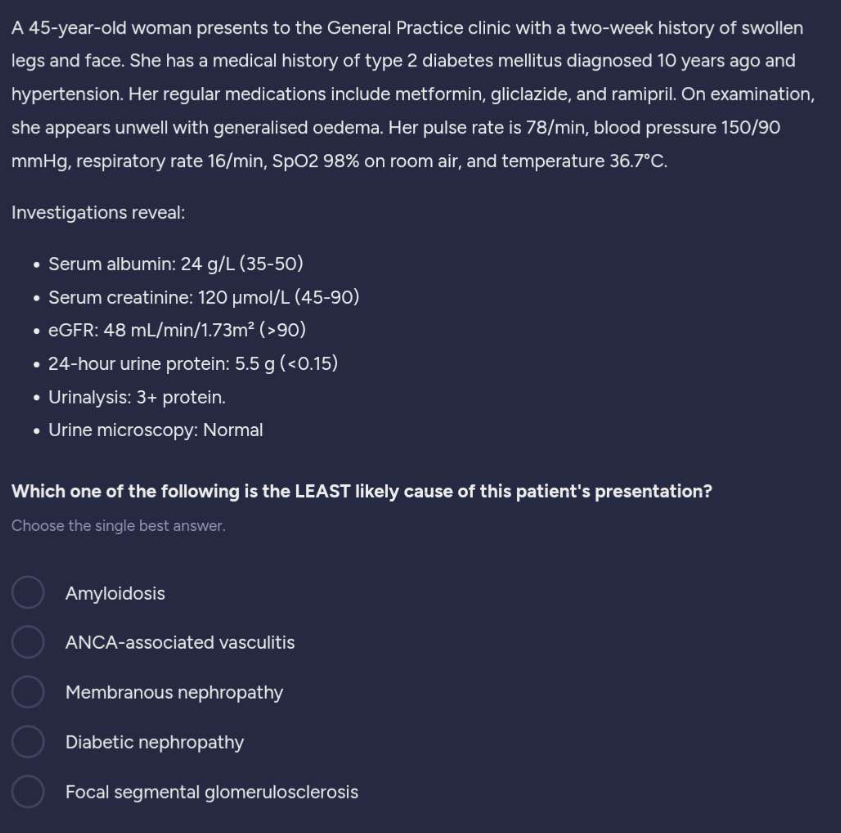 A 45-year-old woman presents to the General Practice clinic with a two-week history of swollen
legs and face. She has a medical history of type 2 diabetes mellitus diagnosed 10 years ago and
hypertension. Her regular medications include metformin, gliclazide, and ramipril. On examination,
she appears unwell with generalised oedema. Her pulse rate is 78/min, blood pressure 150/90
mmHg, respiratory rate 16/min, SpO2 98% on room air, and temperature 36.7°C.
Investigations reveal:
• Serum albumin: 24 g/L (35-50)
• Serum creatinine: 120 µmol/L (45-90)
• eGFR: 48 mL/min/1.73m² (>90)
• 24-hour urine protein: 5.5 g (<0.15)
• Urinalysis: 3+ protein.
• Urine microscopy: Normal
Which one of the following is the LEAST likely cause of this patient's presentation?
Choose the single best answer.
Amyloidosis
ANCA-associated vasculitis
Membranous nephropathy
Diabetic nephropathy
Focal segmental glomerulosclerosis